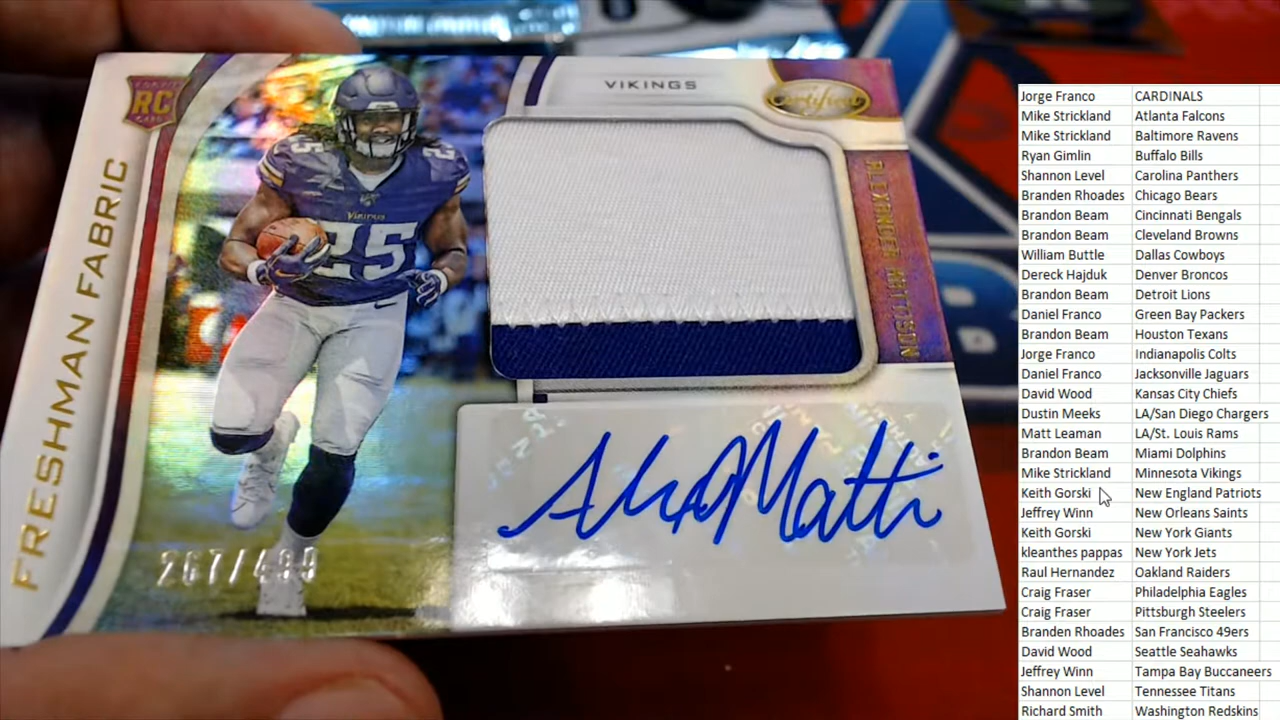 RC
FRESHMAN FABRIC
VIKINGS
Certified
ALEXANDER MATTISON
25
Vikings
25
267/499
Jorge Franco CARDINALS
Mike Strickland Atlanta Falcons
Mike Strickland Baltimore Ravens
Ryan Gimlin Buffalo Bills
Shannon Level Carolina Panthers
Branden Rhoades Chicago Bears
Brandon Beam Cincinnati Bengals
Brandon Beam Cleveland Browns
William Buttle Dallas Cowboys
Dereck Hajduk Denver Broncos
Brandon Beam Detroit Lions
Daniel Franco Green Bay Packers
Brandon Beam Houston Texans
Jorge Franco Indianapolis Colts
Daniel Franco Jacksonville Jaguars
David Wood Kansas City Chiefs
Dustin Meeks LA/San Diego Chargers
Matt Leaman LA/St. Louis Rams
Brandon Beam Miami Dolphins
Mike Strickland Minnesota Vikings
Keith Gorski New England Patriots
Jeffrey Winn New Orleans Saints
Keith Gorski New York Giants
kleanthes pappas New York Jets
Raul Hernandez Oakland Raiders
Craig Fraser Philadelphia Eagles
Craig Fraser Pittsburgh Steelers
Branden Rhoades San Francisco 49ers
David Wood Seattle Seahawks
Jeffrey Winn Tampa Bay Buccaneers
Shannon Level Tennessee Titans
Richard Smith Washington Redskins